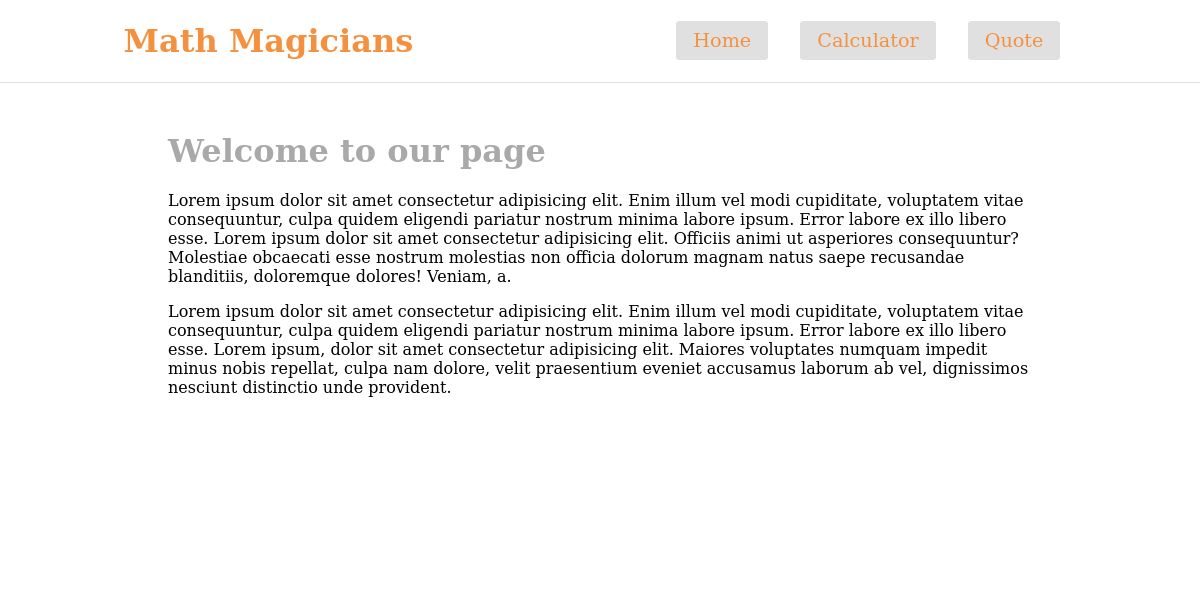 Math Magicians
Home
Calculator
Quote
Welcome to our page
Lorem ipsum dolor sit amet consectetur adipisicing elit. Enim illum vel modi cupiditate, voluptatem vitae
consequuntur, culpa quidem eligendi pariatur nostrum minima labore ipsum. Error labore ex illo libero
esse. Lorem ipsum dolor sit amet consectetur adipisicing elit. Officiis animi ut asperiores consequuntur?
Molestiae obcaecati esse nostrum molestias non officia dolorum magnam natus saepe recusandae
blanditiis, doloremque dolores! Veniam, a.
Lorem ipsum dolor sit amet consectetur adipisicing elit. Enim illum vel modi cupiditate, voluptatem vitae
consequuntur, culpa quidem eligendi pariatur nostrum minima labore ipsum. Error labore ex illo libero
esse. Lorem ipsum, dolor sit amet consectetur adipisicing elit. Maiores voluptates numquam impedit
minus nobis repellat, culpa nam dolore, velit praesentium eveniet accusamus laborum ab vel, dignissimos
nesciunt distinctio unde provident.